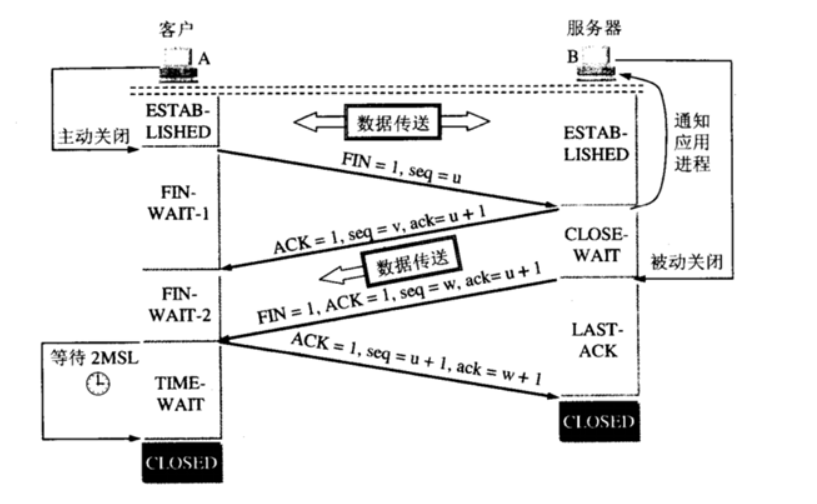 客户
服务器
A
B
ESTAB-
LISHED
数据传送
主动关闭
ESTAB-
LISHED
通知
应用
进程
FIN = 1, seq = u
FIN-
WAIT-1
ACK = 1, seq = v, ack= u + 1
CLOSE-
WAIT
数据传送
被动关闭
FIN-
WAIT-2
FIN = 1, ACK = 1, seq = w, ack= u + 1
LAST-
ACK
等待 2MSL
ACK = 1, seq = u + 1, ack = w + 1
TIME-
WAIT
CLOSED
CLOSED